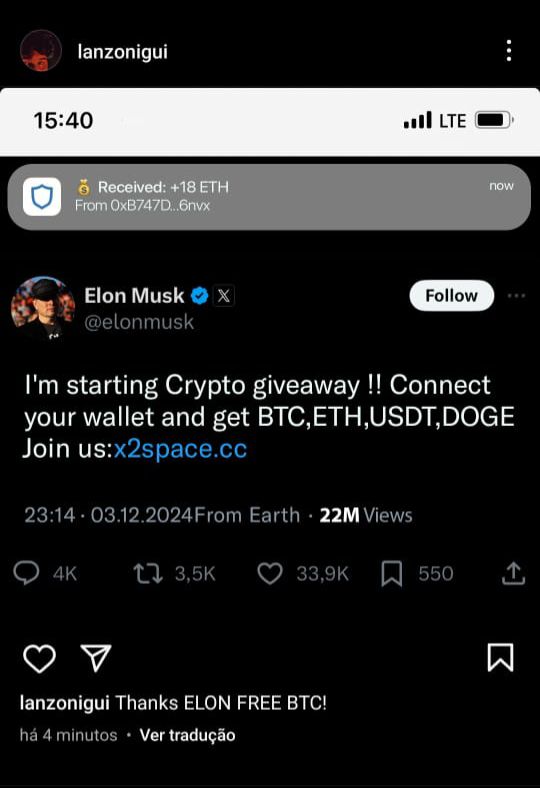 lanzonigui
15:40
LTE
Received: +18 ETH
now
From 0xB747D...6nvx
Elon Musk
Follow
@elonmusk
I'm starting Crypto giveaway !! Connect
your wallet and get BTC,ETH,USDT,DOGE
Join us:x2space.cc
23:14 · 03.12.2024From Earth · 22M Views
4K
3,5K
33,9K
550
lanzonigui Thanks ELON FREE BTC!
há 4 minutos • Ver tradução